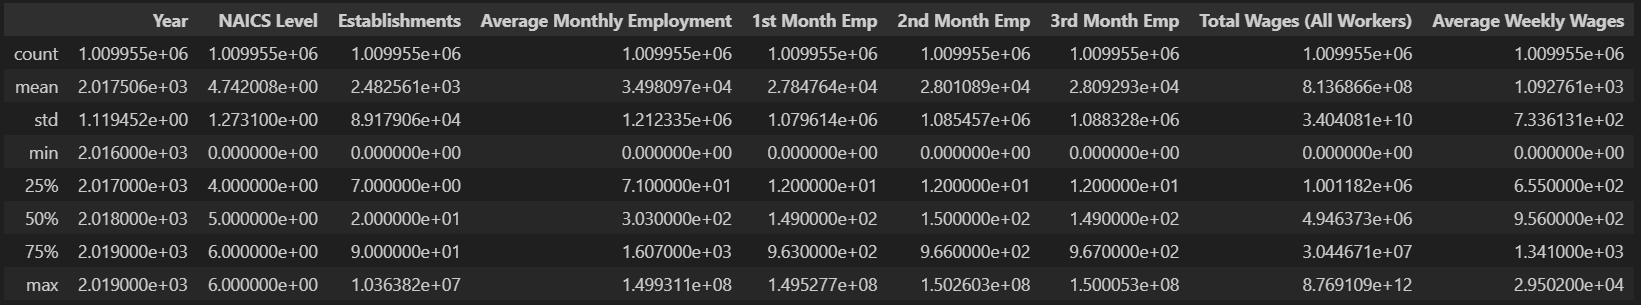 Year NAICS Level Establishments Average Monthly Employment 1st Month Emp 2nd Month Emp 3rd Month Emp Total Wages (All Workers) Average Weekly Wages
count 1.009955e+06 1.009955e+06 1.009955e+06 1.009955e+06 1.009955e+06 1.009955e+06 1.009955e+06 1.009955e+06 1.009955e+06
mean 2.017506e+03 4.742008e+00 2.482561e+03 3.498097e+04 2.784764e+04 2.801089e+04 2.809293e+04 8.136866e+08 1.092761e+03
std 1.119452e+00 1.273100e+00 8.917906e+04 1.212335e+06 1.079614e+06 1.085457e+06 1.088328e+06 3.404081e+10 7.336131e+02
min 2.016000e+03 0.000000e+00 0.000000e+00 0.000000e+00 0.000000e+00 0.000000e+00 0.000000e+00 0.000000e+00 0.000000e+00
25% 2.017000e+03 4.000000e+00 7.000000e+00 7.100000e+01 1.200000e+01 1.200000e+01 1.200000e+01 1.001182e+06 6.550000e+02
50% 2.018000e+03 5.000000e+00 2.000000e+01 3.030000e+02 1.490000e+02 1.500000e+02 1.490000e+02 4.946373e+06 9.560000e+02
75% 2.019000e+03 6.000000e+00 9.000000e+01 1.607000e+03 9.630000e+02 9.660000e+02 9.670000e+02 3.044671e+07 1.341000e+03
max 2.019000e+03 6.000000e+00 1.036382e+07 1.499311e+08 1.495277e+08 1.502603e+08 1.500053e+08 8.769109e+12 2.950200e+04